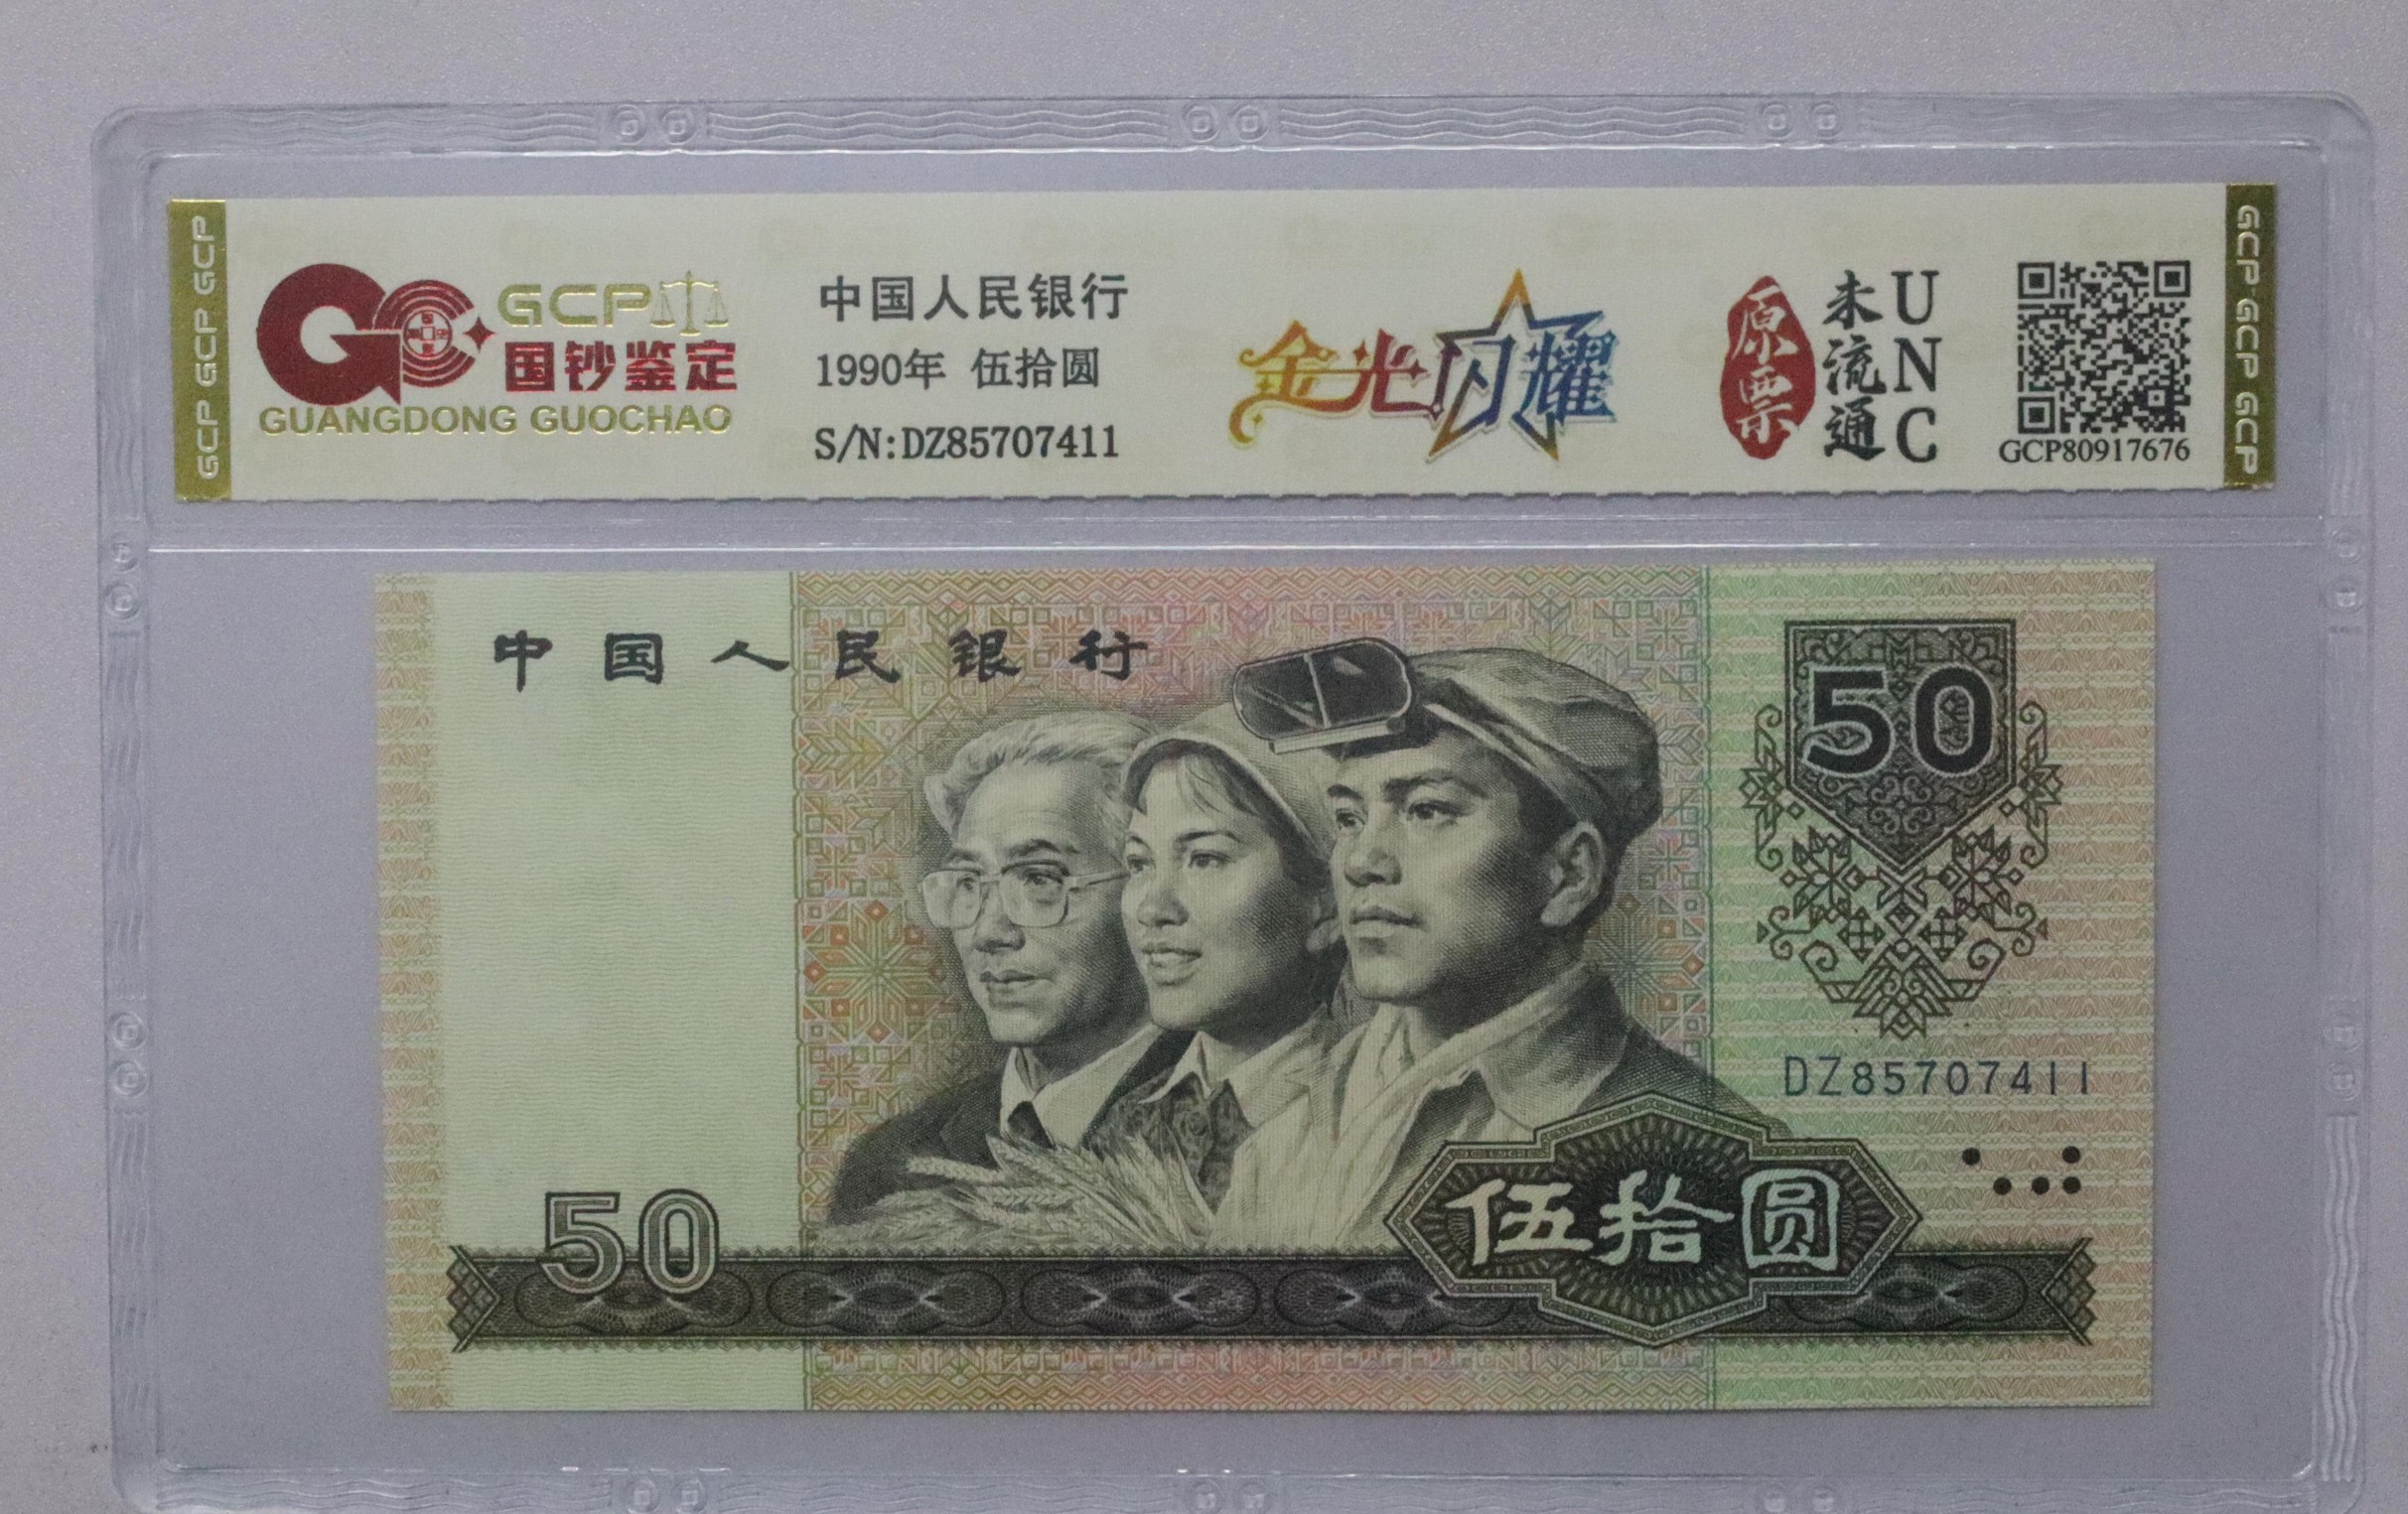 GCP GCP GCP
GCP
国钞鉴定
GUANGDONG GUOCHAO
中国人民银行
1990年 伍拾圆
S/N:DZ85707411
金光闪耀
原票
未流通
UNC
GCP80917676
GCP GCP GCP
中国人民银行
50
DZ85707411
50
伍拾圆